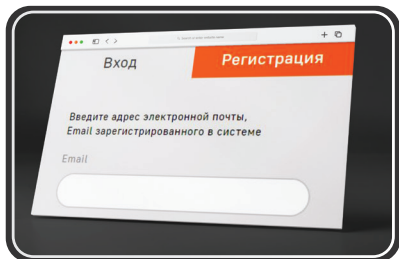 Вход
Регистрация
Введите адрес электронной почты,
Email зарегистрированного в системе
Email